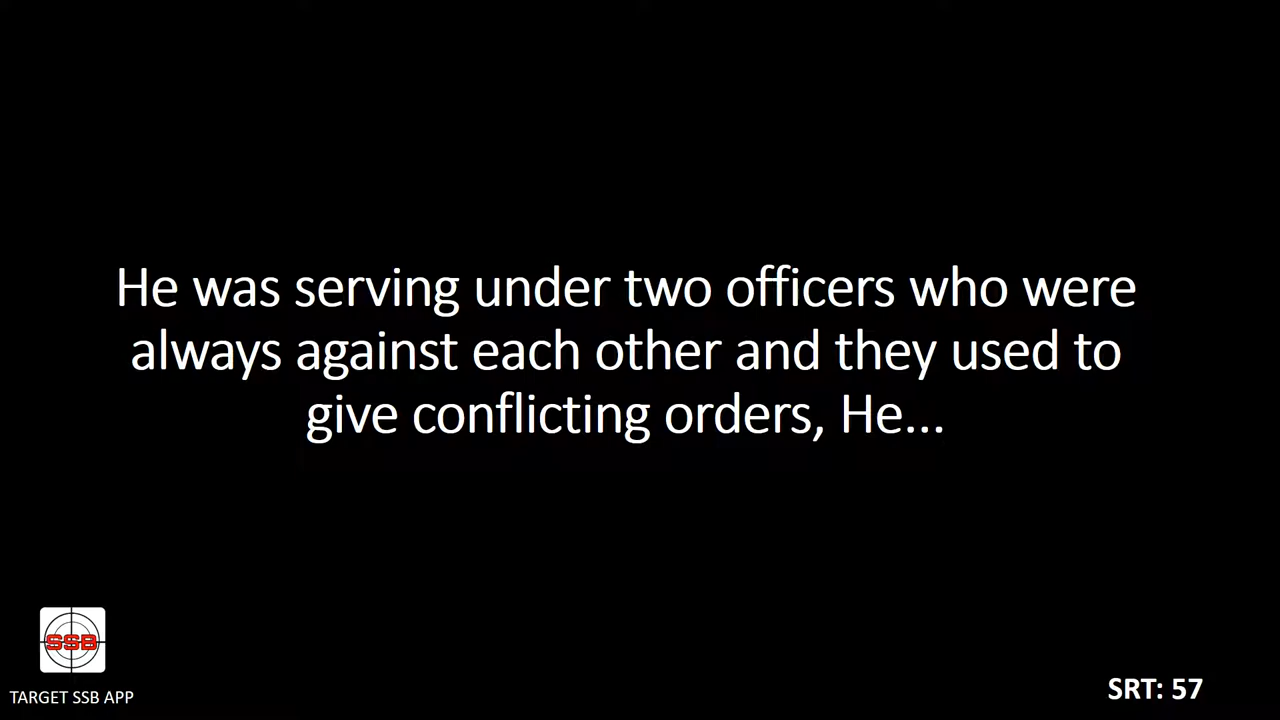 He was serving under two officers who were
always against each other and they used to
give conflicting orders, He...
SSB
TARGET SSB APP
SRT: 57